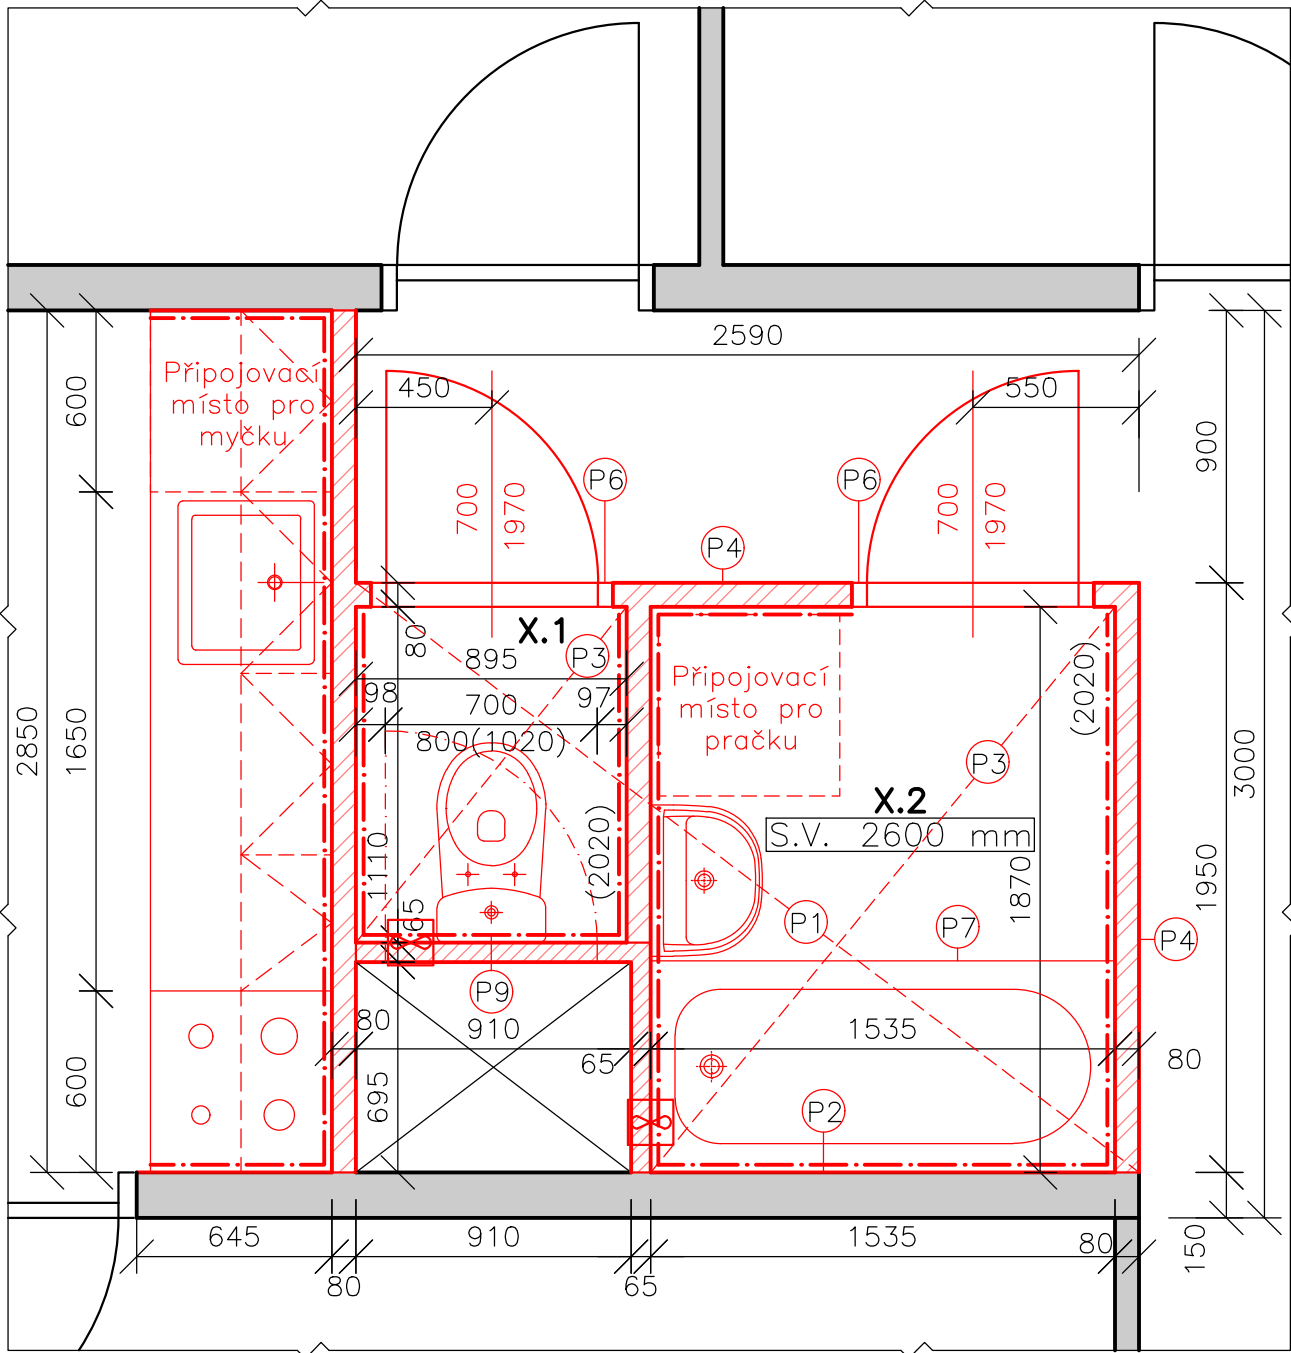 2590
450
550
Připojovací
místo pro
myčku
600
900
P6
P6
700
1970
700
1970
P4
80
X.1
895
P3
98
700
97
800(1020)
Připojovací
místo pro
pračku
(2020)
P3
2850
1650
3000
X.2
S.V. 2600 mm
1110
(2020)
1870
1950
65
P1
P7
P4
P9
80
910
1535
65
80
600
695
P2
645
910
1535
80
150
80
65